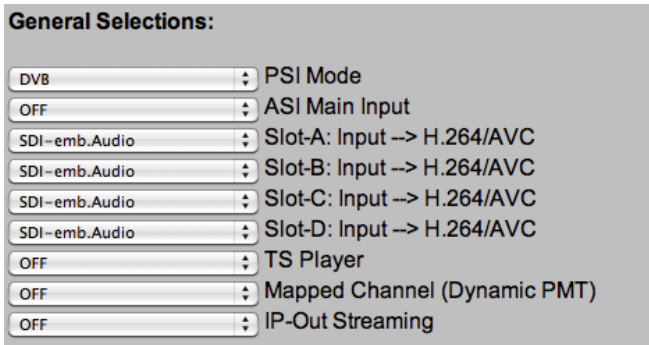 General Selections:
DVB PSI Mode
OFF ASI Main Input
SDI-emb.Audio Slot-A: Input --> H.264/AVC
SDI-emb.Audio Slot-B: Input --> H.264/AVC
SDI-emb.Audio Slot-C: Input --> H.264/AVC
SDI-emb.Audio Slot-D: Input --> H.264/AVC
OFF TS Player
OFF Mapped Channel (Dynamic PMT)
OFF IP-Out Streaming